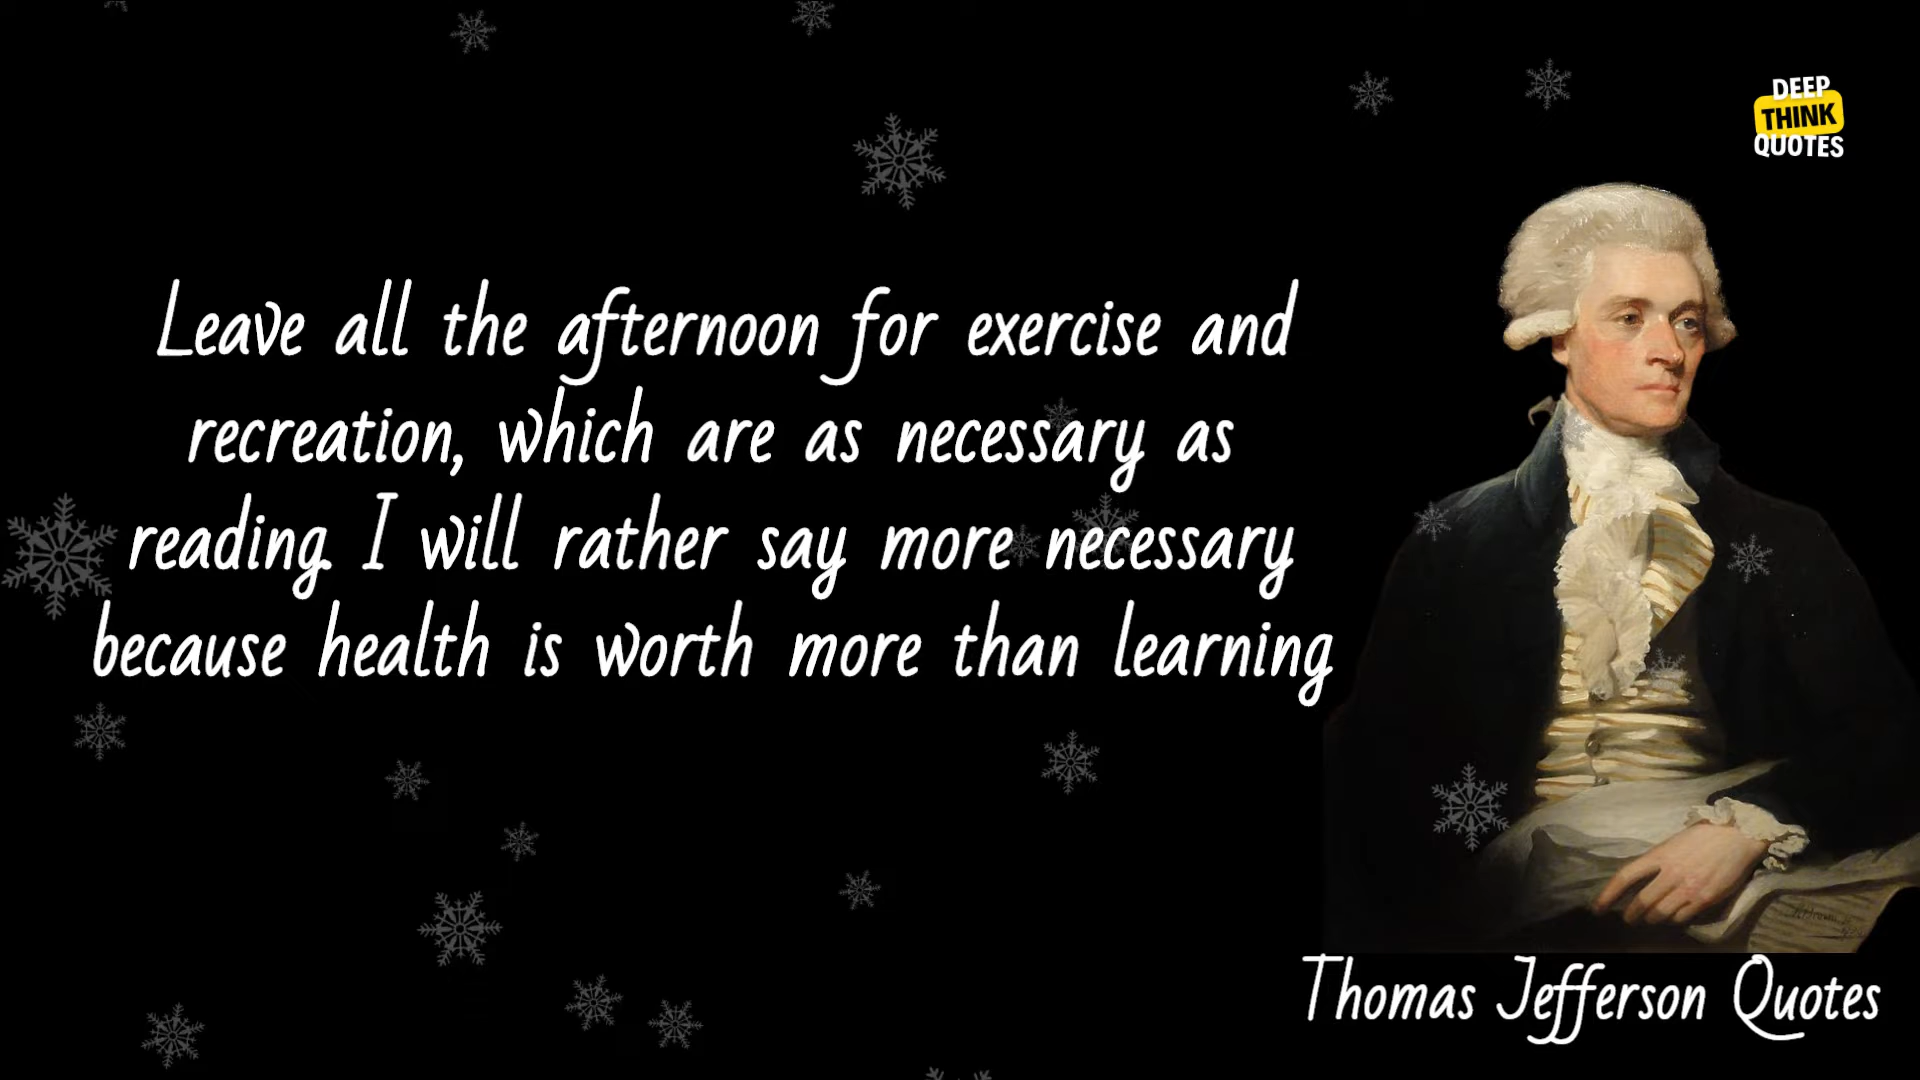 DEEP
THINK
QUOTES
Leave all the afternoon for exercise and
recreation, which are as necessary as
reading. I will rather say more necessary
because health is worth more than learning
Thomas Jefferson Quotes